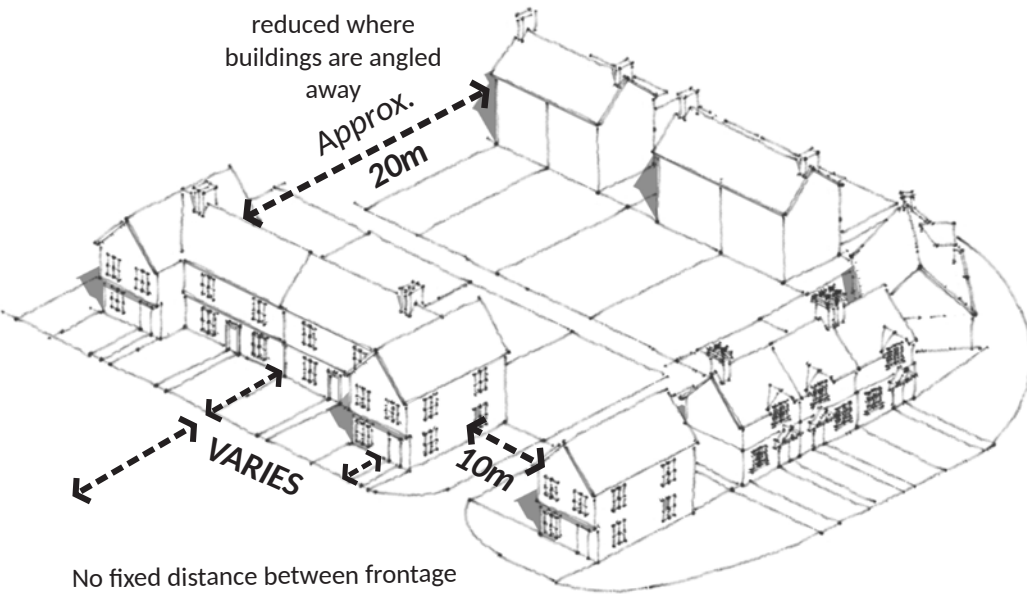 reduced where
buildings are angled
away
Approx.
20m
VARIES
10m
No fixed distance between frontage